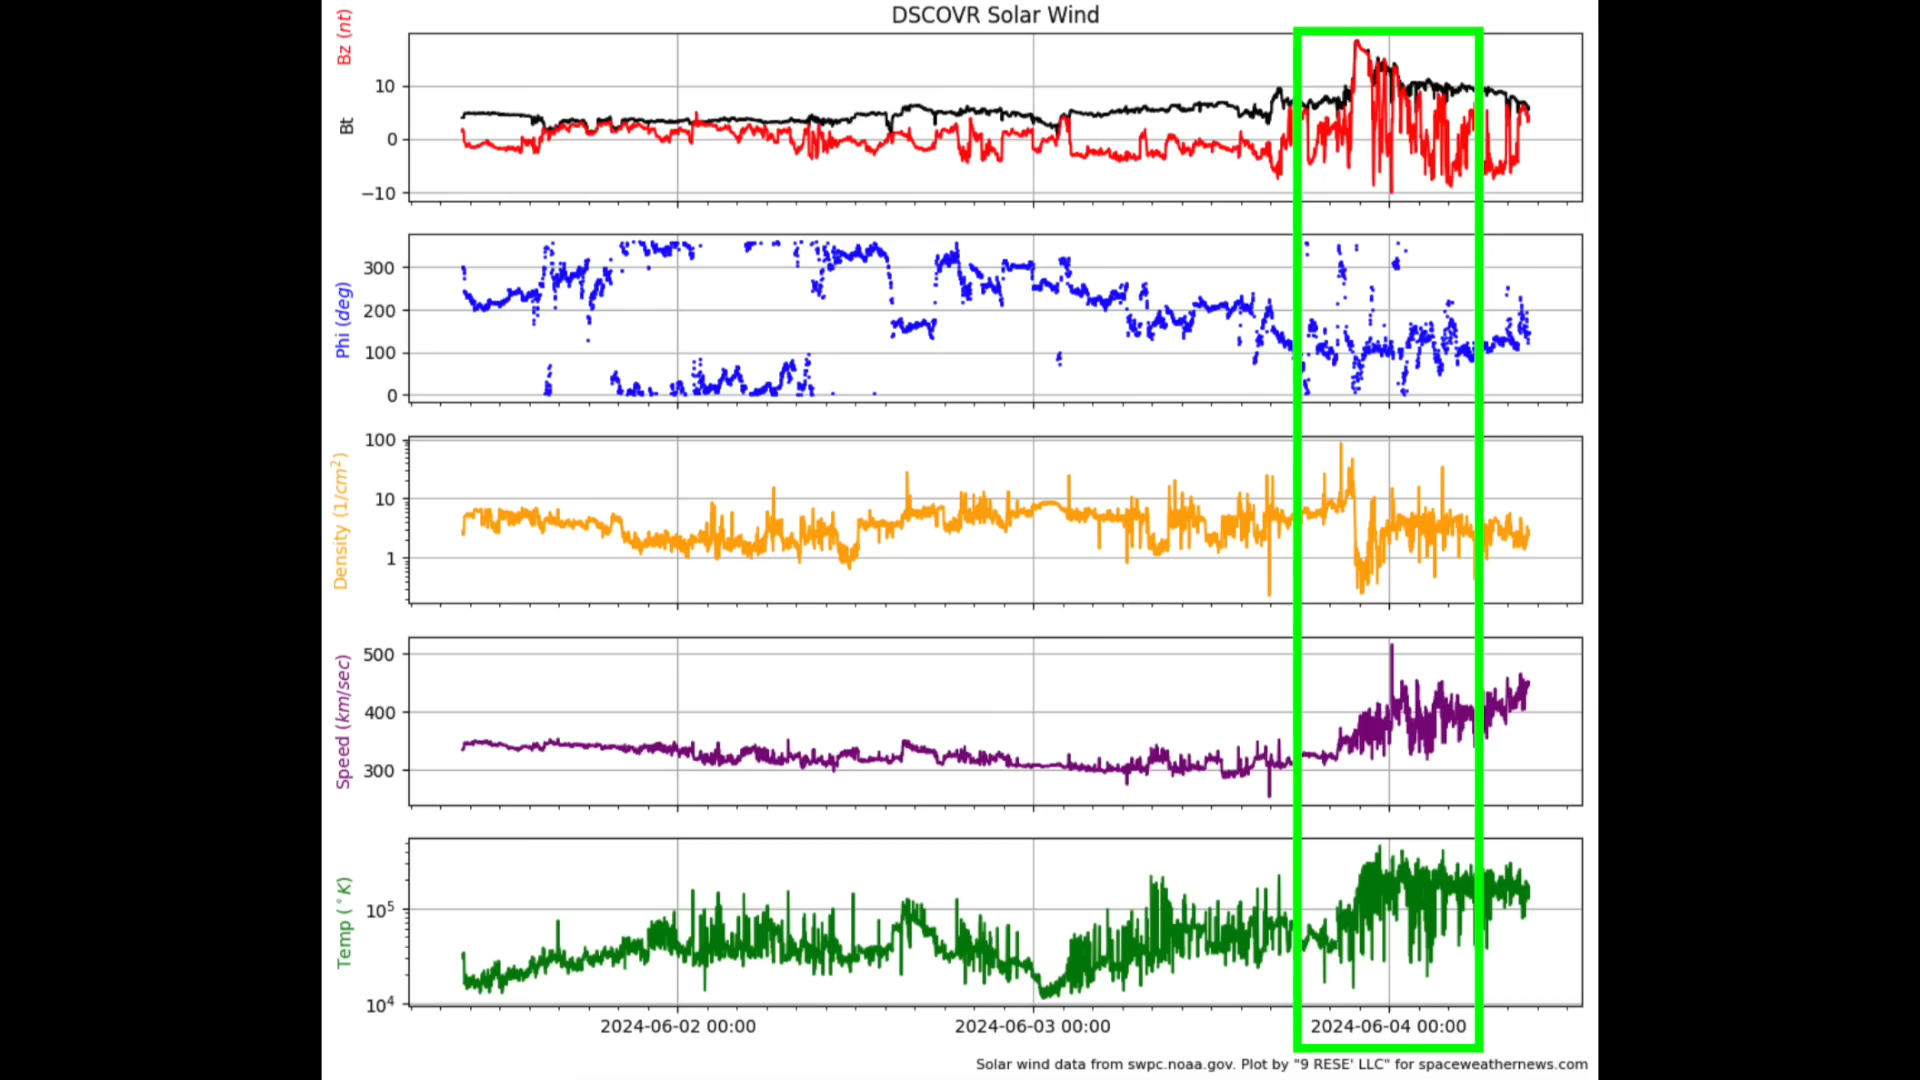 DSCOVR Solar Wind
Bz (nt)
Bt
10
0
−10
Phi (deg)
300
200
100
0
Density (1/cm²)
100
10
1
Speed (km/sec)
500
400
300
Temp (°K)
10⁵
10⁴
2024-06-02 00:00
2024-06-03 00:00
2024-06-04 00:00
Solar wind data from swpc.noaa.gov. Plot by "9 RESE' LLC" for spaceweathernews.com